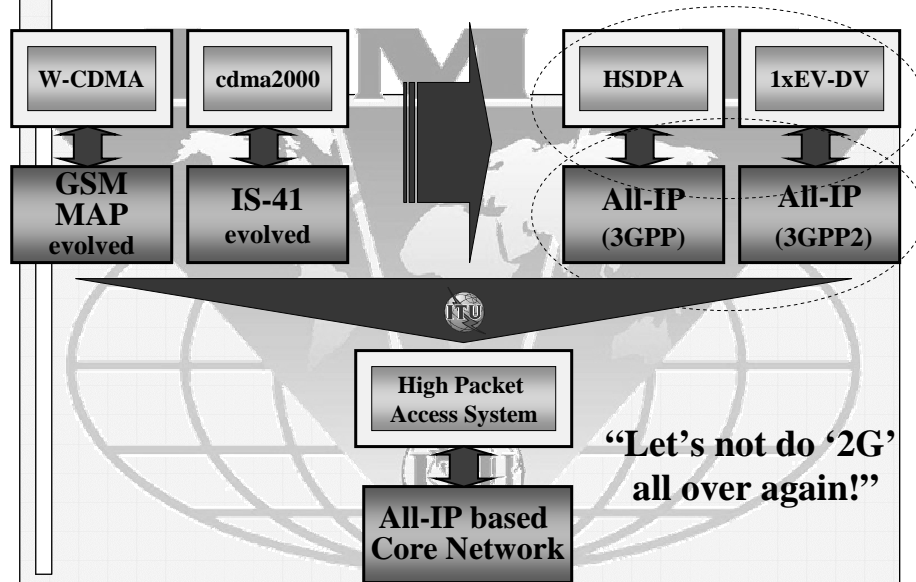 W-CDMA
cdma2000
HSDPA
1xEV-DV
GSM
MAP
evolved
IS-41
evolved
All-IP
(3GPP)
All-IP
(3GPP2)
ITU
High Packet
Access System
“Let’s not do ‘2G’
all over again!”
All-IP based
Core Network